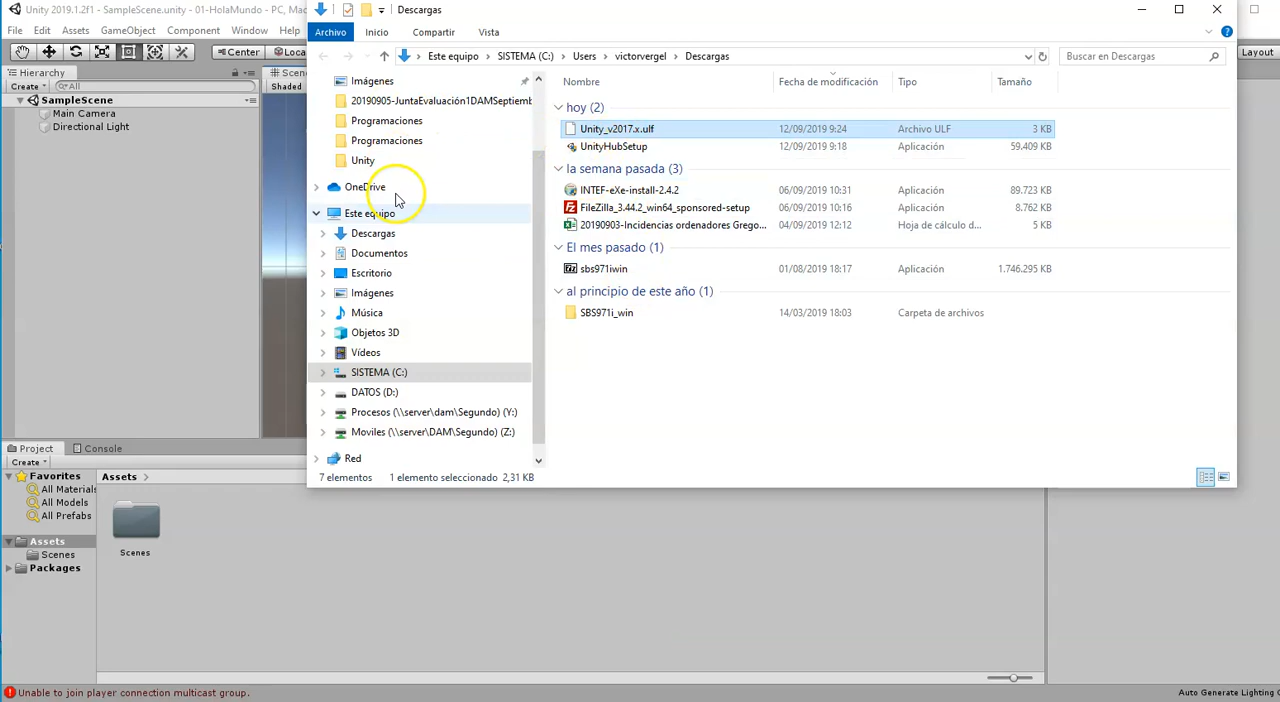 Unity 2019.1.2f1 - SampleScene.unity - 01-HolaMundo - PC, Mac
Descargas
File Edit Assets GameObject Component Window Help
Archivo Inicio Compartir Vista
Center Loca
Layout
Este equipo > SISTEMA (C:) > Users > victorvergel > Descargas
Buscar en Descargas
Hierarchy
Scene
Create All
Shaded
SampleScene
Main Camera
Directional Light
Imágenes
20190905-JuntaEvaluación1DAMSeptiemb
Programaciones
Programaciones
Unity
OneDrive
Este equipo
Descargas
Documentos
Escritorio
Imágenes
Música
Objetos 3D
Vídeos
SISTEMA (C:)
DATOS (D:)
Procesos (\\server\dam\Segundo) (Y:)
Moviles (\\server\DAM\Segundo) (Z:)
Red
Nombre Fecha de modificación Tipo Tamaño
hoy (2)
Unity_v2017.x.ulf 12/09/2019 9:24 Archivo ULF 3 KB
UnityHubSetup 12/09/2019 9:18 Aplicación 59.409 KB
la semana pasada (3)
INTEF-eXe-install-2.4.2 06/09/2019 10:31 Aplicación 89.723 KB
FileZilla_3.44.2_win64_sponsored-setup 06/09/2019 10:16 Aplicación 8.762 KB
20190903-Incidencias ordenadores Grego... 04/09/2019 12:12 Hoja de cálculo d... 5 KB
El mes pasado (1)
sbs971iwin 01/08/2019 18:17 Aplicación 1.746.295 KB
al principio de este año (1)
SBS971i_win 14/03/2019 18:03 Carpeta de archivos
7 elementos 1 elemento seleccionado 2,31 KB
Project Console
Create
Favorites
All Materials
All Models
All Prefabs
Assets
Scenes
Packages
Assets >
Scenes
Unable to join player connection multicast group.
Auto Generate Lighting O